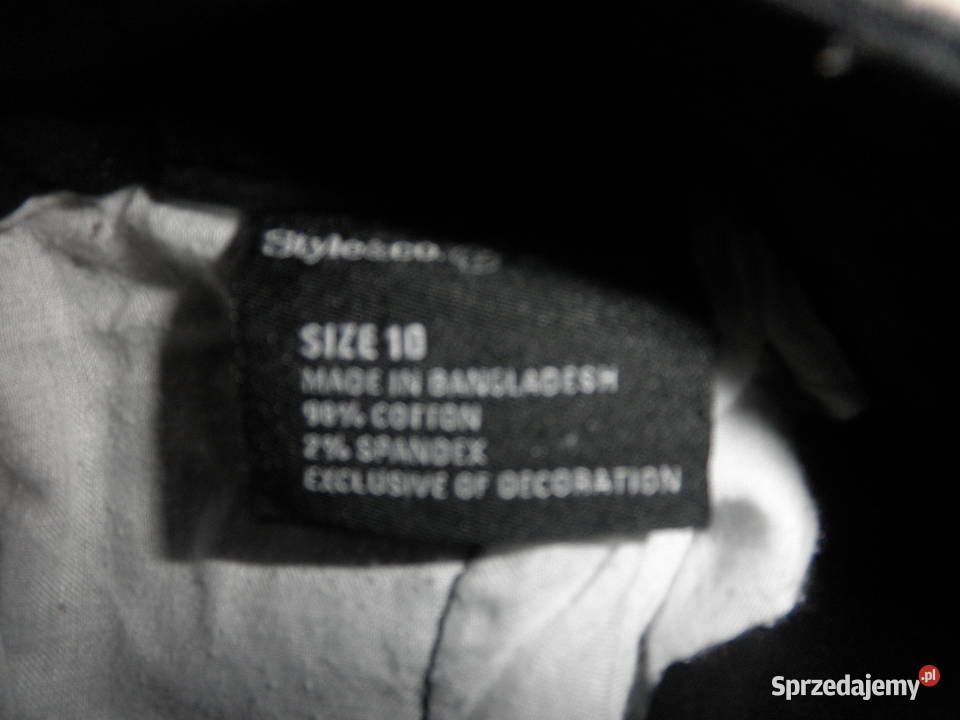 Style&co.
SIZE 10
MADE IN BANGLADESH
98% COTTON
2% SPANDEX
EXCLUSIVE OF DECORATION
Sprzedajemy.pl